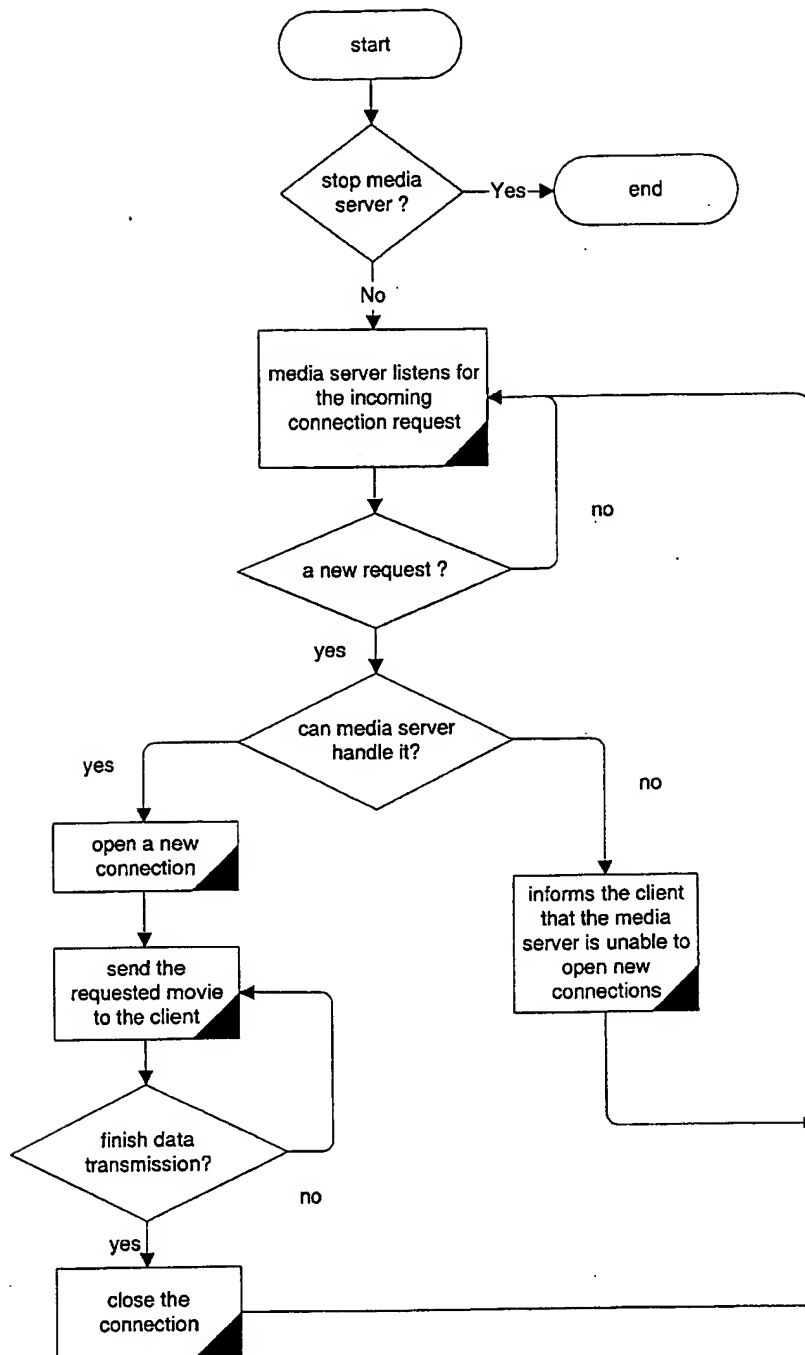 start
stop media
server ?
Yes
end
No
media server listens for
the incoming
connection request
no
a new request ?
yes
can media server
handle it?
yes
no
open a new
connection
informs the client
that the media
server is unable to
open new
connections
send the
requested movie
to the client
finish data
transmission?
no
yes
close the
connection